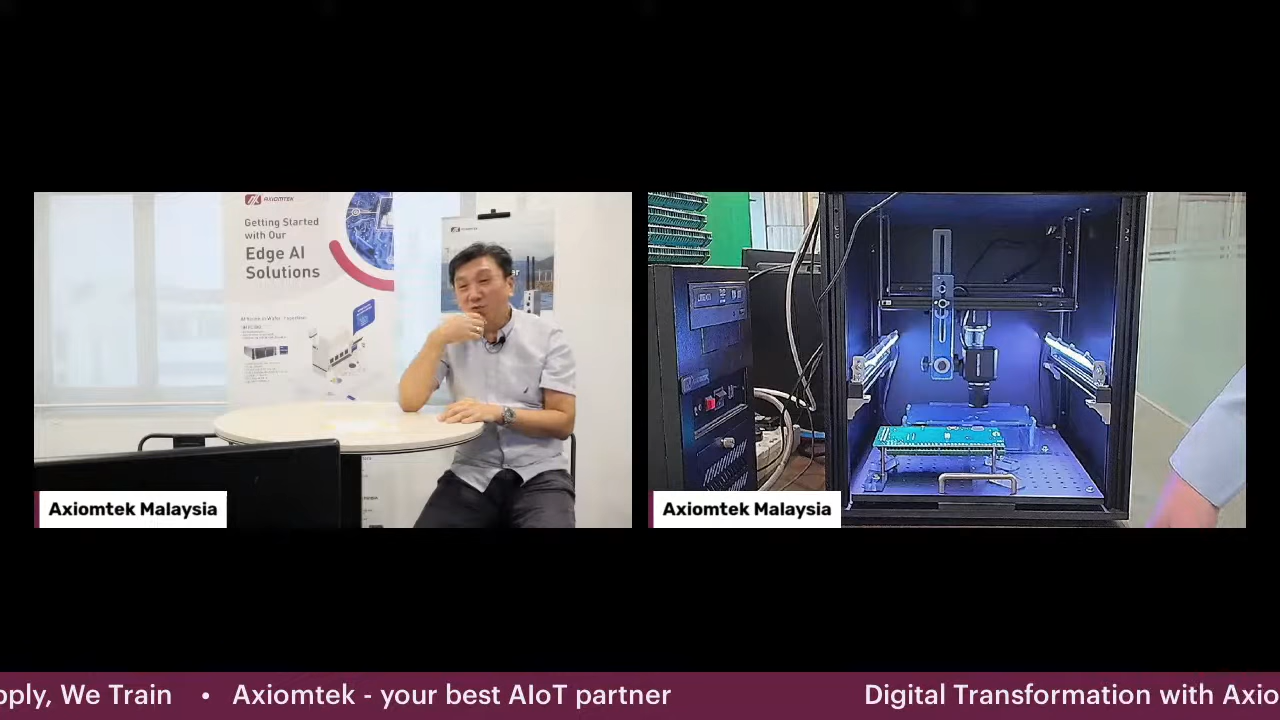 AXIOMTEK
Getting Started
with Our
Edge AI
Solutions
Axiomtek Malaysia
Axiomtek Malaysia
pply, We Train • Axiomtek - your best AIoT partner
Digital Transformation with Axio